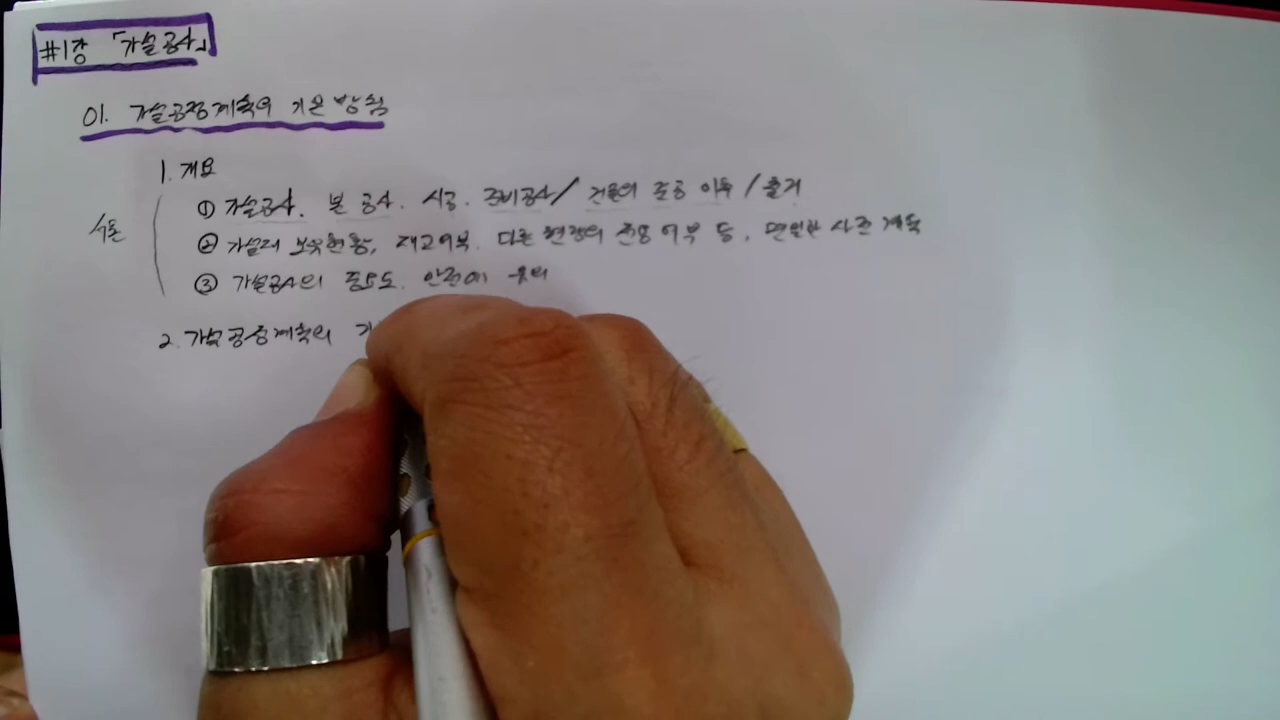 #1장 「가설공사」
01. 가설공정계획의 기본 방침
1. 개요
① 가설공사. 본 공사. 시공. 준비공사/ 건물의 준공 이후 / 철거
서론
② 가설재 보유현황, 재고여부. 다른 현장의 전용여부 등. 면밀한 사전 계획
③ 가설공사의 중요도. 안전에 유의
2. 가설공정계획의